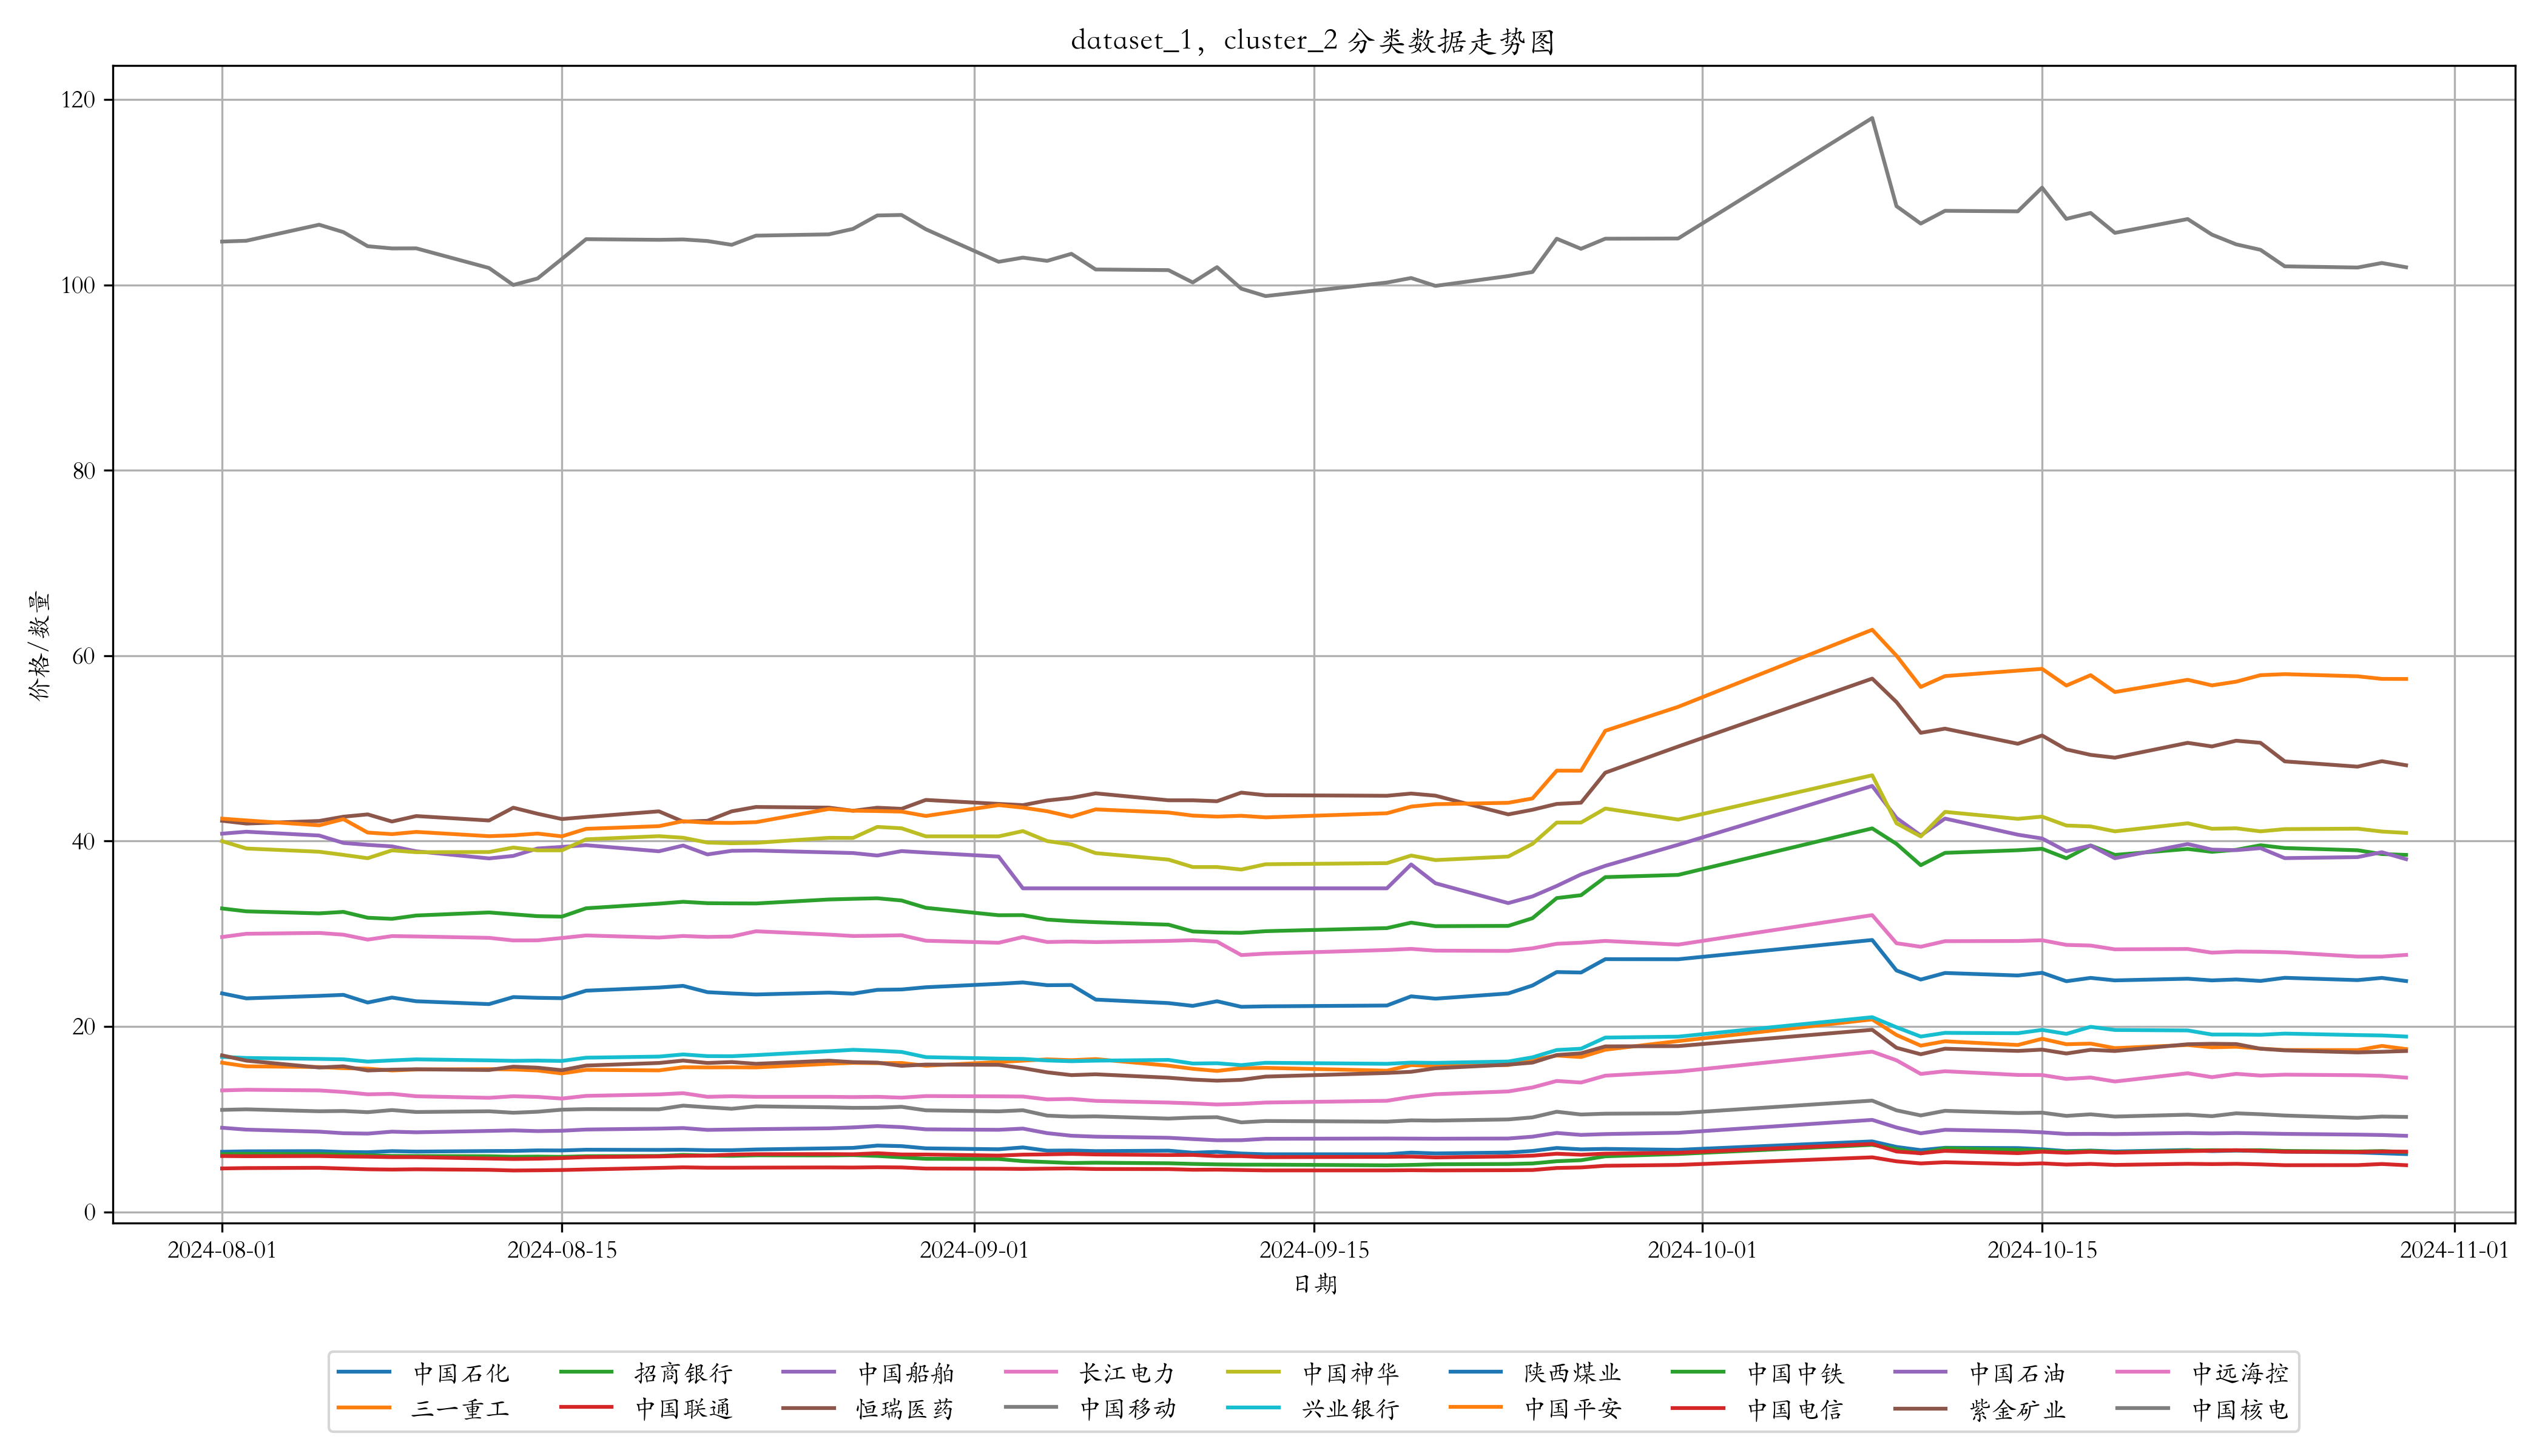 dataset_1，cluster_2 分类数据走势图
120
100
80
60
40
20
0
价格/数量
2024-08-01 2024-08-15 2024-09-01 2024-09-15 2024-10-01 2024-10-15 2024-11-01
日期
中国石化 招商银行 中国船舶 长江电力 中国神华 陕西煤业 中国中铁 中国石油 中远海控
三一重工 中国联通 恒瑞医药 中国移动 兴业银行 中国平安 中国电信 紫金矿业 中国核电